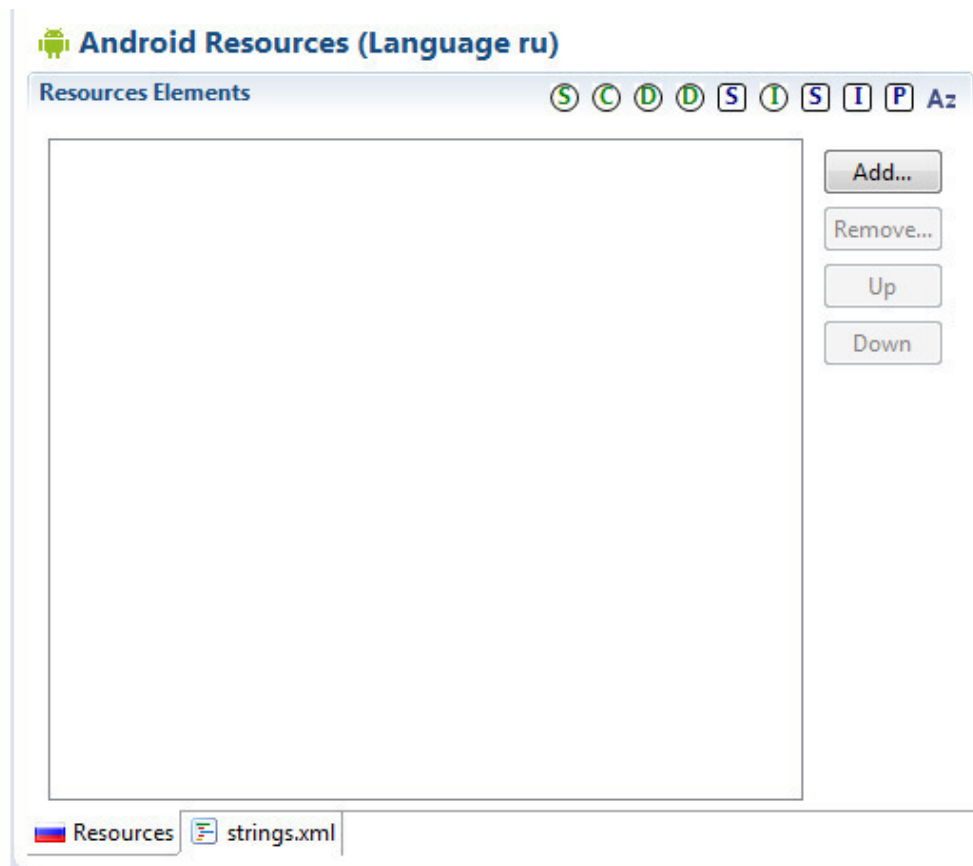 Android Resources (Language ru)
Resources Elements S C D D S I S I P Az
Add...
Remove...
Up
Down
Resources strings.xml